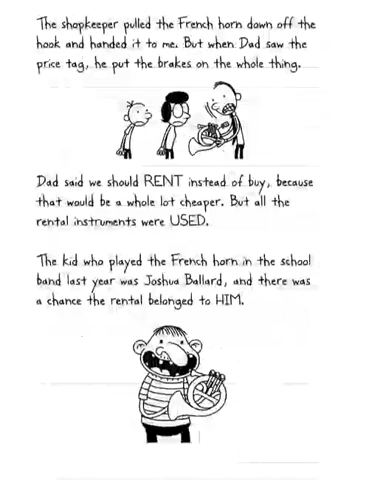 The shopkeeper pulled the French horn down off the
hook and handed it to me. But when Dad saw the
price tag, he put the brakes on the whole thing.
Dad said we should RENT instead of buy, because
that would be a whole lot cheaper. But all the
rental instruments were USED.
The kid who played the French horn in the school
band last year was Joshua Ballard, and there was
a chance the rental belonged to HIM.